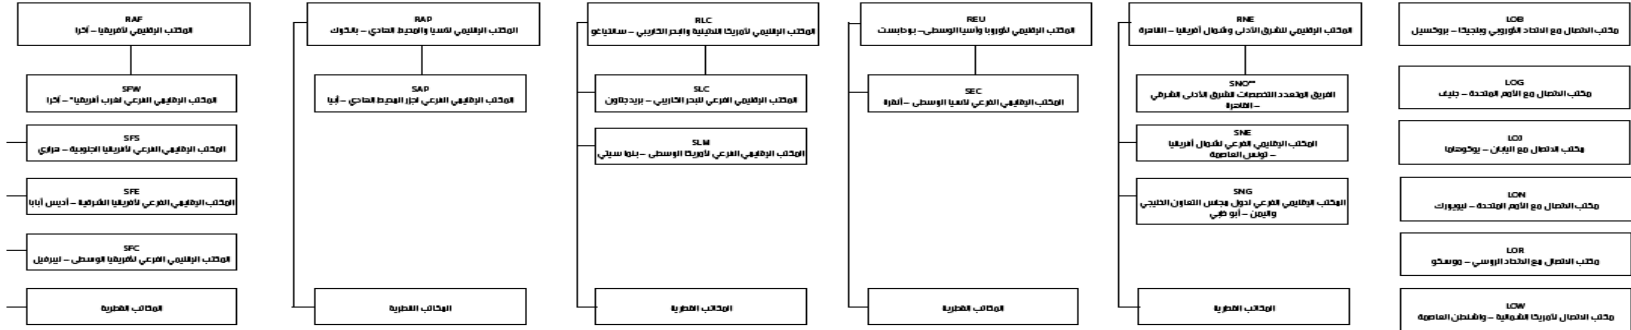 RAF
المكتب الإقليمي لأفريقيا – أكرا
SFW
المكتب الإقليمي الفرعي لغرب أفريقيا* – أكرا
SFS
المكتب الإقليمي الفرعي لأفريقيا الجنوبية – هراري
SFE
المكتب الإقليمي الفرعي لأفريقيا الشرقية – أديس أبابا
SFC
المكتب الإقليمي الفرعي لأفريقيا الوسطى – ليبرفيل
المكاتب القطرية
RAP
المكتب الإقليمي لآسيا والمحيط الهادي – بانكوك
SAP
المكتب الإقليمي الفرعي لجزر المحيط الهادي – أبيا
المكاتب القطرية
RLC
المكتب الإقليمي لأمريكا اللاتينية والبحر الكاريبي – سانتياغو
SLC
المكتب الإقليمي الفرعي للبحر الكاريبي – بريدجتاون
SLM
المكتب الإقليمي الفرعي لأمريكا الوسطى – بنما سيتي
المكاتب القطرية
REU
المكتب الإقليمي لأوروبا وآسيا الوسطى– بودابست
SEC
المكتب الإقليمي الفرعي لآسيا الوسطى – أنقرة
المكاتب القطرية
RNE
المكتب الإقليمي للشرق الأدنى وشمال أفريقيا – القاهرة
SNO**
الفريق المتعدد التخصصات للشرق الأدنى الشرقي
– القاهرة
SNE
المكتب الإقليمي الفرعي لشمال أفريقيا
– تونس العاصمة
SNG
المكتب الإقليمي الفرعي لدول مجلس التعاون الخليجي
واليمن – أبو ظبي
المكاتب القطرية
LOB
مكتب الاتصال مع الاتحاد الأوروبي وبلجيكا – بروكسيل
LOG
مكتب الاتصال مع الأمم المتحدة – جنيف
LOJ
مكتب الاتصال مع اليابان – يوكوهاما
LON
مكتب الاتصال مع الأمم المتحدة – نيويورك
LOR
مكتب الاتصال مع الاتحاد الروسي – موسكو
LOW
مكتب الاتصال لأمريكا الشمالية – واشنطن العاصمة